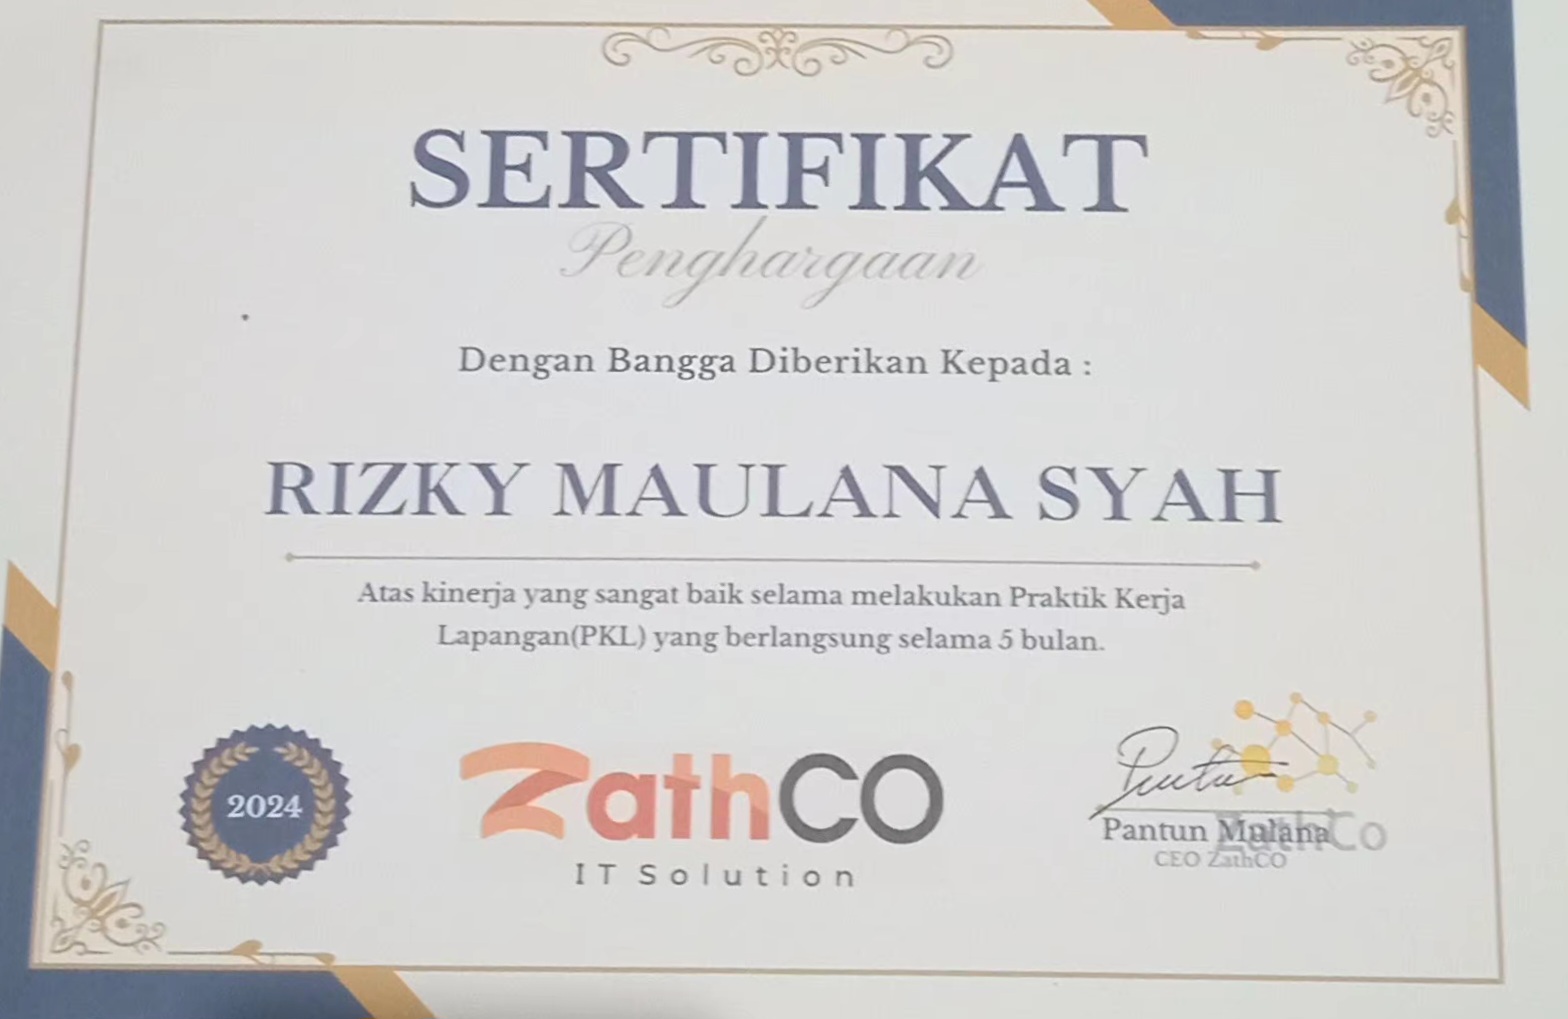 SERTIFIKAT
Penghargaan
Dengan Bangga Diberikan Kepada :
RIZKY MAULANA SYAH
Atas kinerja yang sangat baik selama melakukan Praktik Kerja
Lapangan(PKL) yang berlangsung selama 5 bulan.
2024
ZathCO
IT Solution
Pantun Mulana
ZathCo
CEO ZathCO